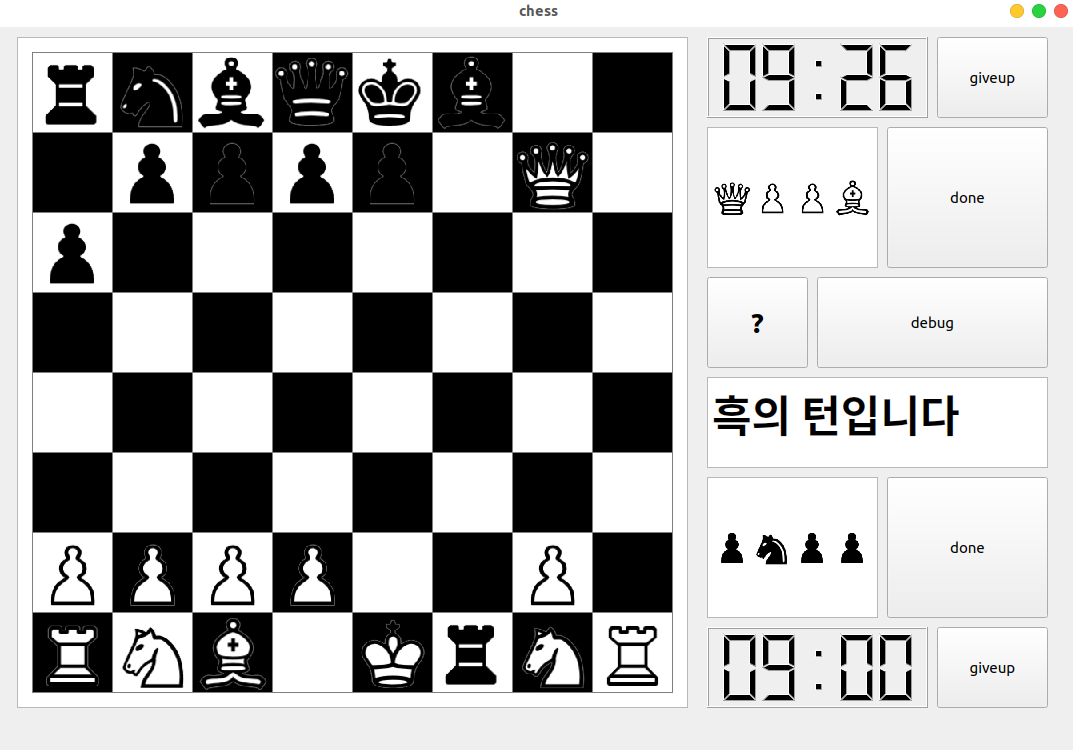 chess
09:26
giveup
done
?
debug
흑의 턴입니다
done
09:00
giveup